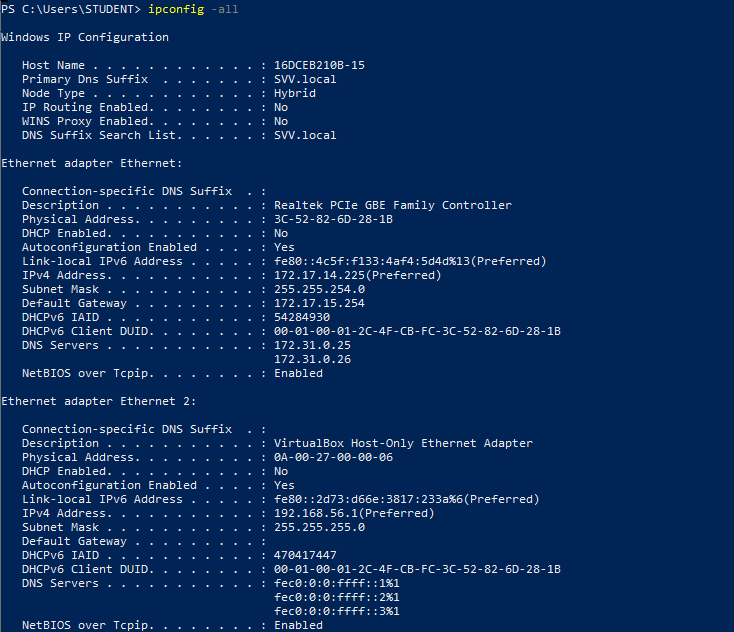 PS C:\Users\STUDENT> ipconfig -all
Windows IP Configuration
Host Name . . . . . . . . . . . . : 16DCEB210B-15
Primary Dns Suffix  . . . . . . . : SVV.local
Node Type . . . . . . . . . . . . : Hybrid
IP Routing Enabled. . . . . . . . : No
WINS Proxy Enabled. . . . . . . . : No
DNS Suffix Search List. . . . . . : SVV.local
Ethernet adapter Ethernet:
Connection-specific DNS Suffix  . :
Description . . . . . . . . . . . : Realtek PCIe GBE Family Controller
Physical Address. . . . . . . . . : 3C-52-82-6D-28-1B
DHCP Enabled. . . . . . . . . . . : No
Autoconfiguration Enabled . . . . : Yes
Link-local IPv6 Address . . . . . : fe80::4c5f:f133:4af4:5d4d%13(Preferred)
IPv4 Address. . . . . . . . . . . : 172.17.14.225(Preferred)
Subnet Mask . . . . . . . . . . . : 255.255.254.0
Default Gateway . . . . . . . . . : 172.17.15.254
DHCPv6 IAID . . . . . . . . . . . : 54284930
DHCPv6 Client DUID. . . . . . . . : 00-01-00-01-2C-4F-CB-FC-3C-52-82-6D-28-1B
DNS Servers . . . . . . . . . . . : 172.31.0.25
172.31.0.26
NetBIOS over Tcpip. . . . . . . . : Enabled
Ethernet adapter Ethernet 2:
Connection-specific DNS Suffix  . :
Description . . . . . . . . . . . : VirtualBox Host-Only Ethernet Adapter
Physical Address. . . . . . . . . : 0A-00-27-00-00-06
DHCP Enabled. . . . . . . . . . . : No
Autoconfiguration Enabled . . . . : Yes
Link-local IPv6 Address . . . . . : fe80::2d73:d66e:3817:233a%6(Preferred)
IPv4 Address. . . . . . . . . . . : 192.168.56.1(Preferred)
Subnet Mask . . . . . . . . . . . : 255.255.255.0
Default Gateway . . . . . . . . . :
DHCPv6 IAID . . . . . . . . . . . : 470417447
DHCPv6 Client DUID. . . . . . . . : 00-01-00-01-2C-4F-CB-FC-3C-52-82-6D-28-1B
DNS Servers . . . . . . . . . . . : fec0:0:0:ffff::1%1
fec0:0:0:ffff::2%1
fec0:0:0:ffff::3%1
NetBIOS over Tcpip. . . . . . . . : Enabled